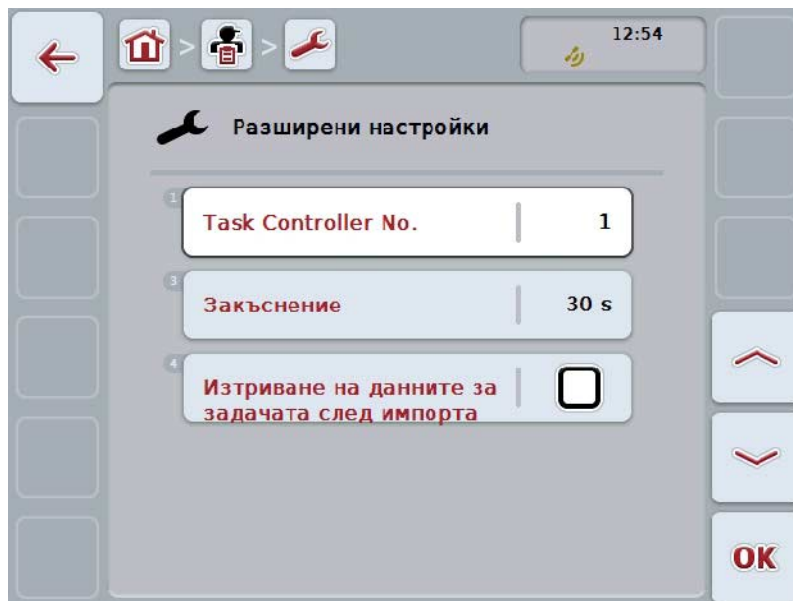 12:54
Разширени настройки
1
Task Controller No.
1
3
Закъснение
30 s
4
Изтриване на данните за
задачата след импорта
OK